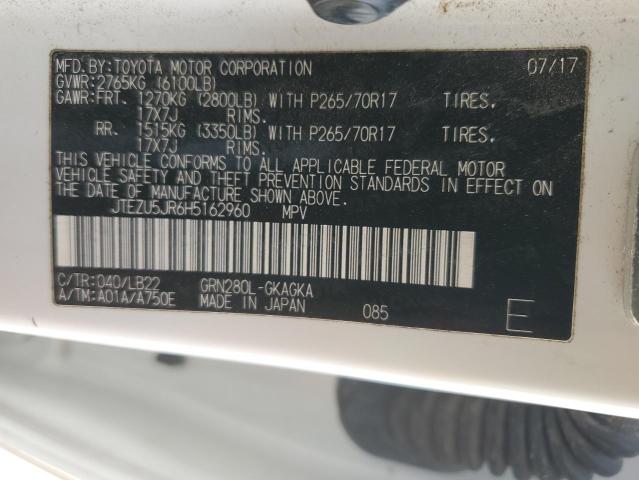 MFD. BY: TOYOTA MOTOR CORPORATION 07/17
GVWR: 2765KG (6100LB)
GAWR: FRT. 1270KG (2800LB) WITH P265/70R17 TIRES.
17X7J RIMS.
RR. 1515KG (3350LB) WITH P265/70R17 TIRES.
17X7J RIMS.
THIS VEHICLE CONFORMS TO ALL APPLICABLE FEDERAL MOTOR
VEHICLE SAFETY AND THEFT PREVENTION STANDARDS IN EFFECT ON
THE DATE OF MANUFACTURE SHOWN ABOVE.
JTEZU5JR6H5162960 MPV
C/TR: 040/LB22 GRN280L-GKAGKA
A/TM: A01A/A750E MADE IN JAPAN 085 E